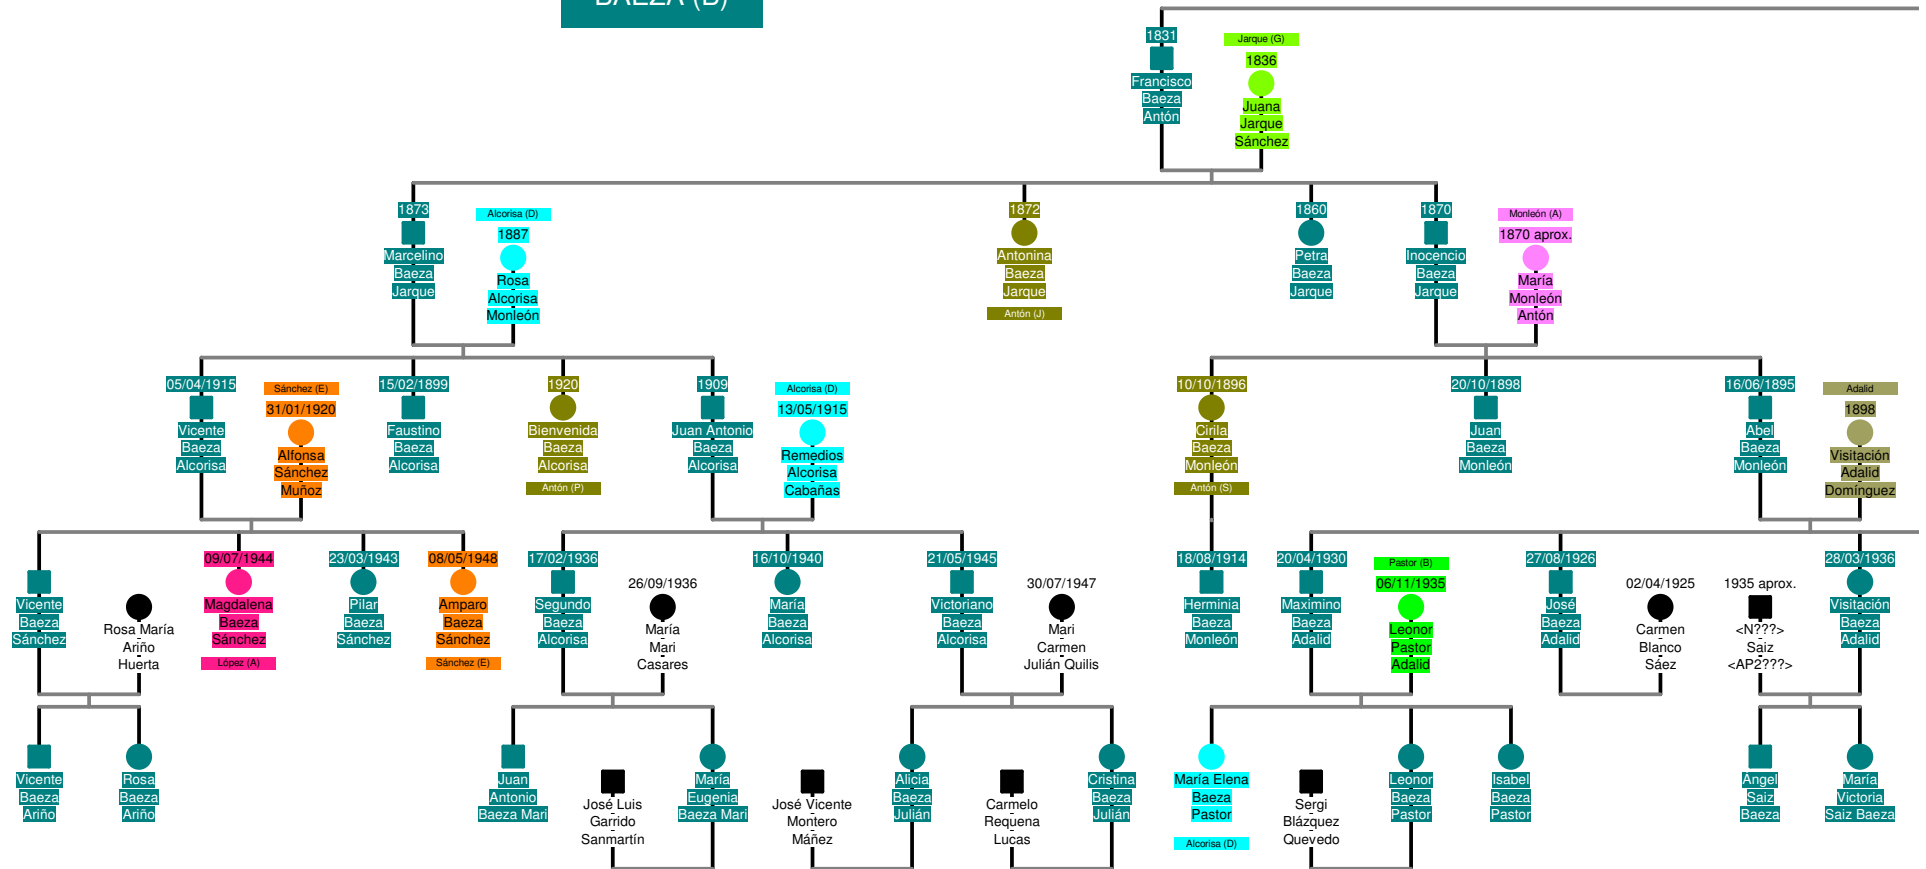 BAEZA (B)
1831
Francisco
Baeza
Antón
Jarque (G)
1836
Juana
Jarque
Sánchez
1873
Marcelino
Baeza
Jarque
Alcorisa (D)
1887
Rosa
Alcorisa
Monleón
1872
Antonina
Baeza
Jarque
Antón (J)
1860
Petra
Baeza
Jarque
1870
Inocencio
Baeza
Jarque
Monleón (A)
1870 aprox.
María
Monleón
Antón
05/04/1915
Vicente
Baeza
Alcorisa
Sánchez (E)
31/01/1920
Alfonsa
Sánchez
Muñoz
15/02/1899
Faustino
Baeza
Alcorisa
1920
Bienvenida
Baeza
Alcorisa
Antón (P)
1909
Juan Antonio
Baeza
Alcorisa
Alcorisa (D)
13/05/1915
Remedios
Alcorisa
Cabañas
10/10/1896
Cirila
Baeza
Monleón
Antón (S)
20/10/1898
Juan
Baeza
Monleón
16/06/1895
Abel
Baeza
Monleón
Adalid
1898
Visitación
Adalid
Domínguez
Vicente
Baeza
Sánchez
Rosa María
Ariño
Huerta
09/07/1944
Magdalena
Baeza
Sánchez
López (A)
23/03/1943
Pilar
Baeza
Sánchez
08/05/1948
Amparo
Baeza
Sánchez
Sánchez (E)
17/02/1936
Segundo
Baeza
Alcorisa
26/09/1936
María
Mari
Casares
16/10/1940
María
Baeza
Alcorisa
21/05/1945
Victoriano
Baeza
Alcorisa
30/07/1947
Mari
Carmen
Julián Quilis
18/08/1914
Herminia
Baeza
Monleón
20/04/1930
Maximino
Baeza
Adalid
Pastor (B)
06/11/1935
Leonor
Pastor
Adalid
27/08/1926
José
Baeza
Adalid
02/04/1925
Carmen
Blanco
Sáez
1935 aprox.
<N???>
Saiz
<AP2???>
28/03/1936
Visitación
Baeza
Adalid
Vicente
Baeza
Ariño
Rosa
Baeza
Ariño
Juan
Antonio
Baeza Mari
José Luis
Garrido
Sanmartín
María
Eugenia
Baeza Mari
José Vicente
Montero
Máñez
Alicia
Baeza
Julián
Carmelo
Requena
Lucas
Cristina
Baeza
Julián
María Elena
Baeza
Pastor
Alcorisa (D)
Sergi
Blázquez
Quevedo
Leonor
Baeza
Pastor
Isabel
Baeza
Pastor
Ángel
Saiz
Baeza
María
Victoria
Saiz Baeza